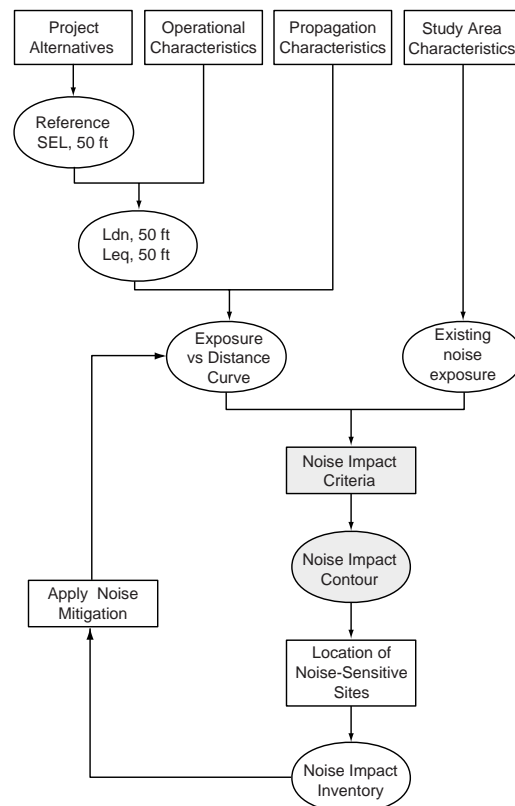 Project
Alternatives
Operational
Characteristics
Propagation
Characteristics
Study Area
Characteristics
Reference
SEL, 50 ft
Ldn, 50 ft
Leq, 50 ft
Exposure
vs Distance
Curve
Existing
noise
exposure
Noise Impact
Criteria
Noise Impact
Contour
Apply Noise
Mitigation
Location of
Noise-Sensitive
Sites
Noise Impact
Inventory